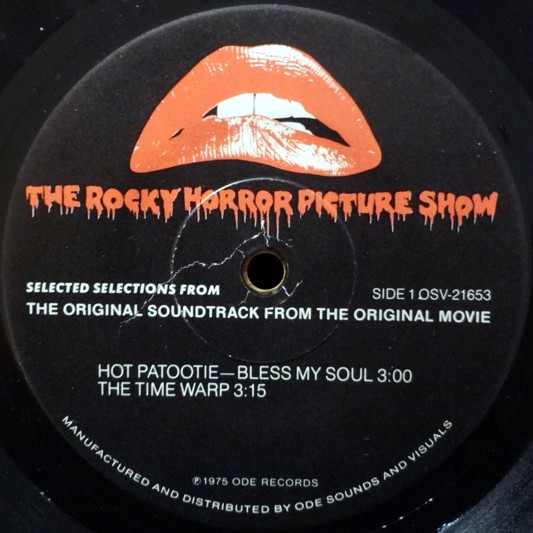 THE ROCKY HORROR PICTURE SHOW
SELECTED SELECTIONS FROM
SIDE 1 OSV-21653
THE ORIGINAL SOUNDTRACK FROM THE ORIGINAL MOVIE
HOT PATOOTIE—BLESS MY SOUL 3:00
THE TIME WARP 3:15
℗1975 ODE RECORDS
MANUFACTURED AND DISTRIBUTED BY ODE SOUNDS AND VISUALS